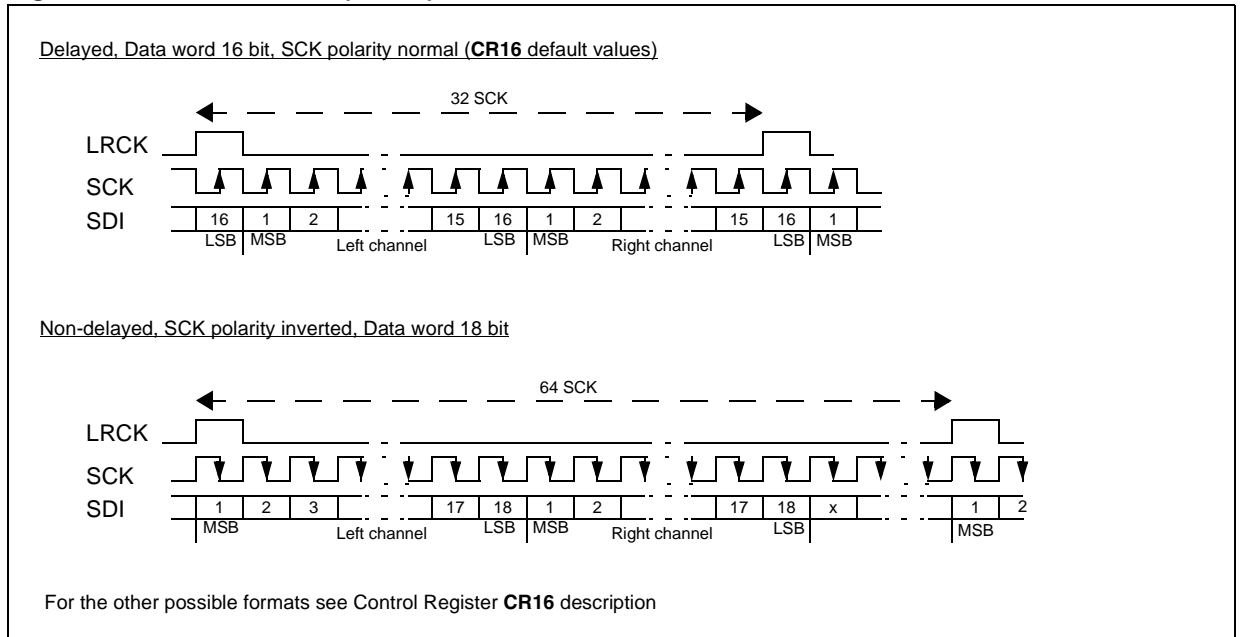 Delayed, Data word 16 bit, SCK polarity normal (CR16 default values)
32 SCK
LRCK
SCK
SDI 16 1 2 15 16 1 2 15 16 1
LSB MSB Left channel LSB MSB Right channel LSB MSB
Non-delayed, SCK polarity inverted, Data word 18 bit
64 SCK
LRCK
SCK
SDI 1 2 3 17 18 1 2 17 18 x 1 2
MSB Left channel LSB MSB Right channel LSB MSB
For the other possible formats see Control Register CR16 description